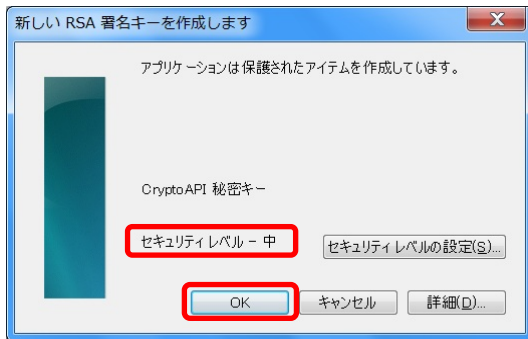 新しい RSA 署名キーを作成します
アプリケーションは保護されたアイテムを作成しています。
CryptoAPI 秘密キー
セキュリティ レベル - 中
セキュリティ レベルの設定(S)...
OK
キャンセル
詳細(D)...